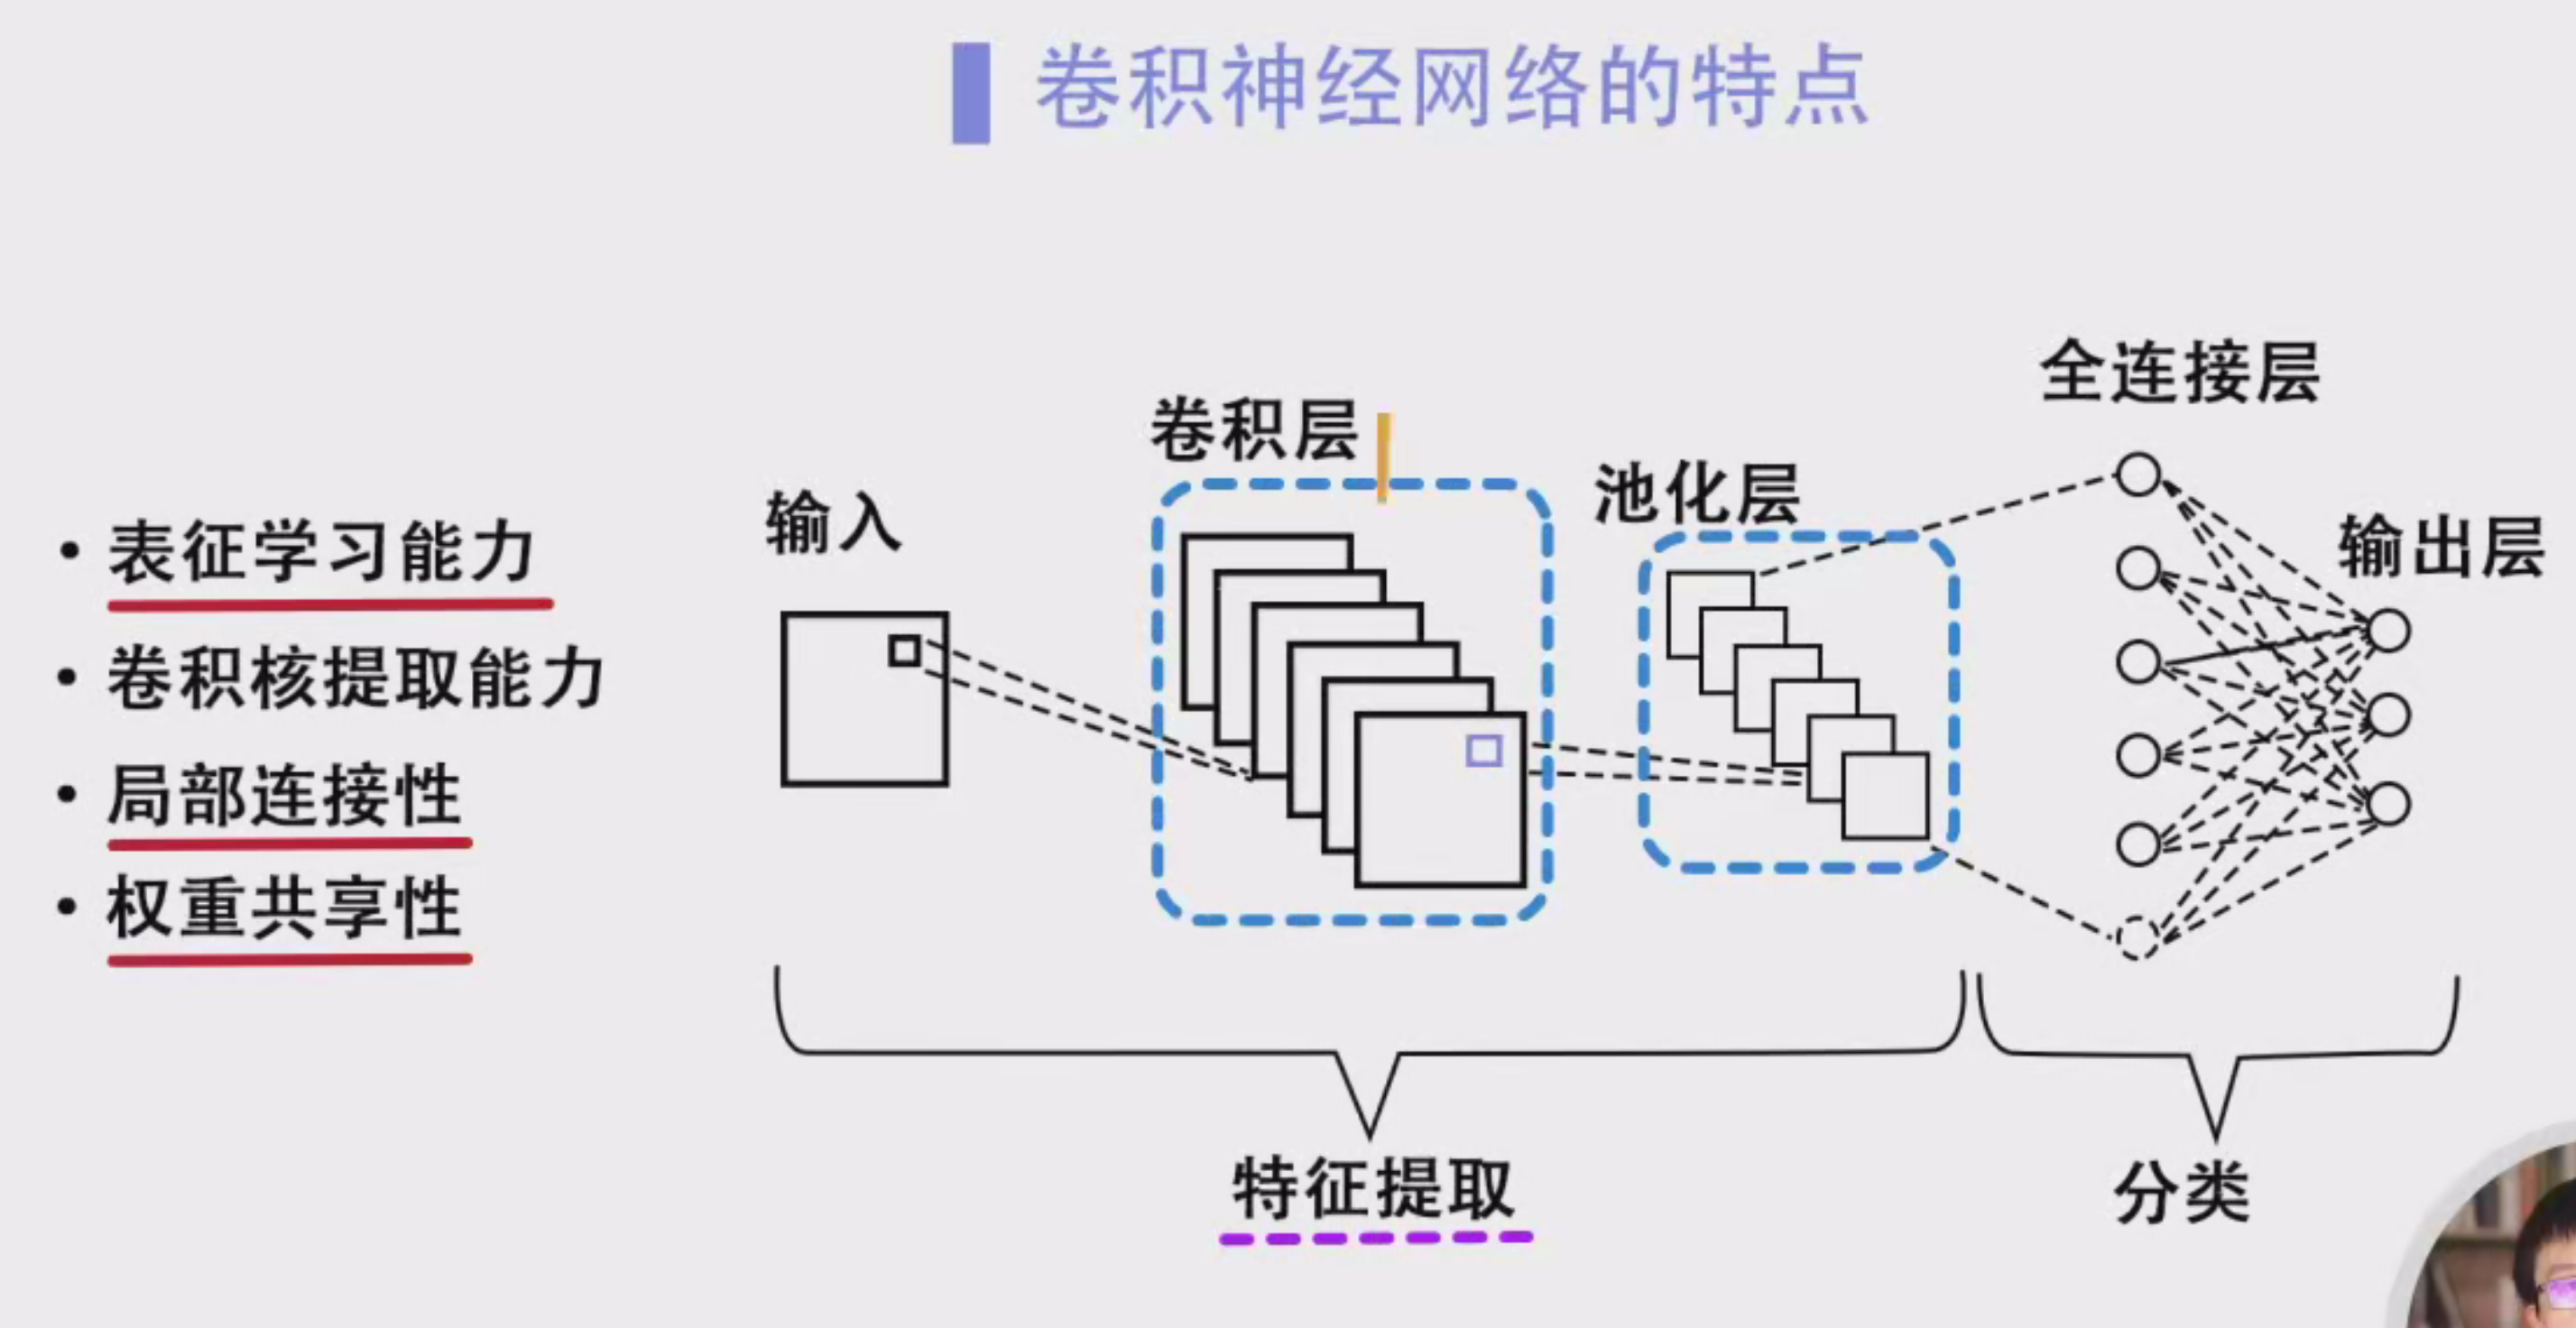 卷积神经网络的特点
• 表征学习能力
• 卷积核提取能力
• 局部连接性
• 权重共享性
输入
卷积层
池化层
全连接层
输出层
特征提取
分类